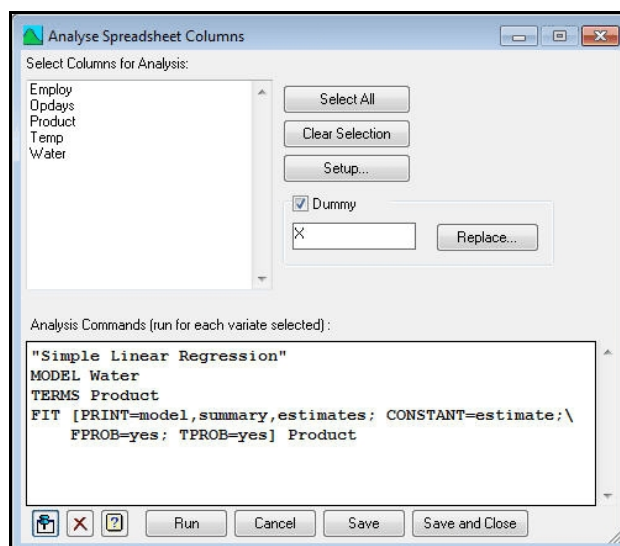 Analyse Spreadsheet Columns
Select Columns for Analysis:
Employ
Opdays
Product
Temp
Water
Select All
Clear Selection
Setup...
Dummy
X
Replace...
Analysis Commands (run for each variate selected) :
"Simple Linear Regression"
MODEL Water
TERMS Product
FIT [PRINT=model,summary,estimates; CONSTANT=estimate;\
FPROB=yes; TPROB=yes] Product
Run
Cancel
Save
Save and Close